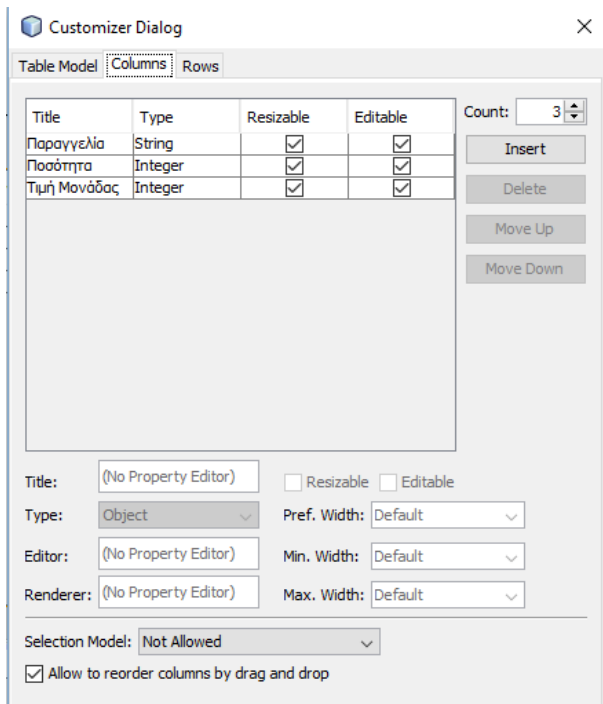 Customizer Dialog
Table Model Columns Rows
Title Type Resizable Editable Count: 3
Παραγγελία String
Ποσότητα Integer
Τιμή Μονάδας Integer
Insert
Delete
Move Up
Move Down
Title: (No Property Editor) Resizable Editable
Type: Object Pref. Width: Default
Editor: (No Property Editor) Min. Width: Default
Renderer: (No Property Editor) Max. Width: Default
Selection Model: Not Allowed
Allow to reorder columns by drag and drop